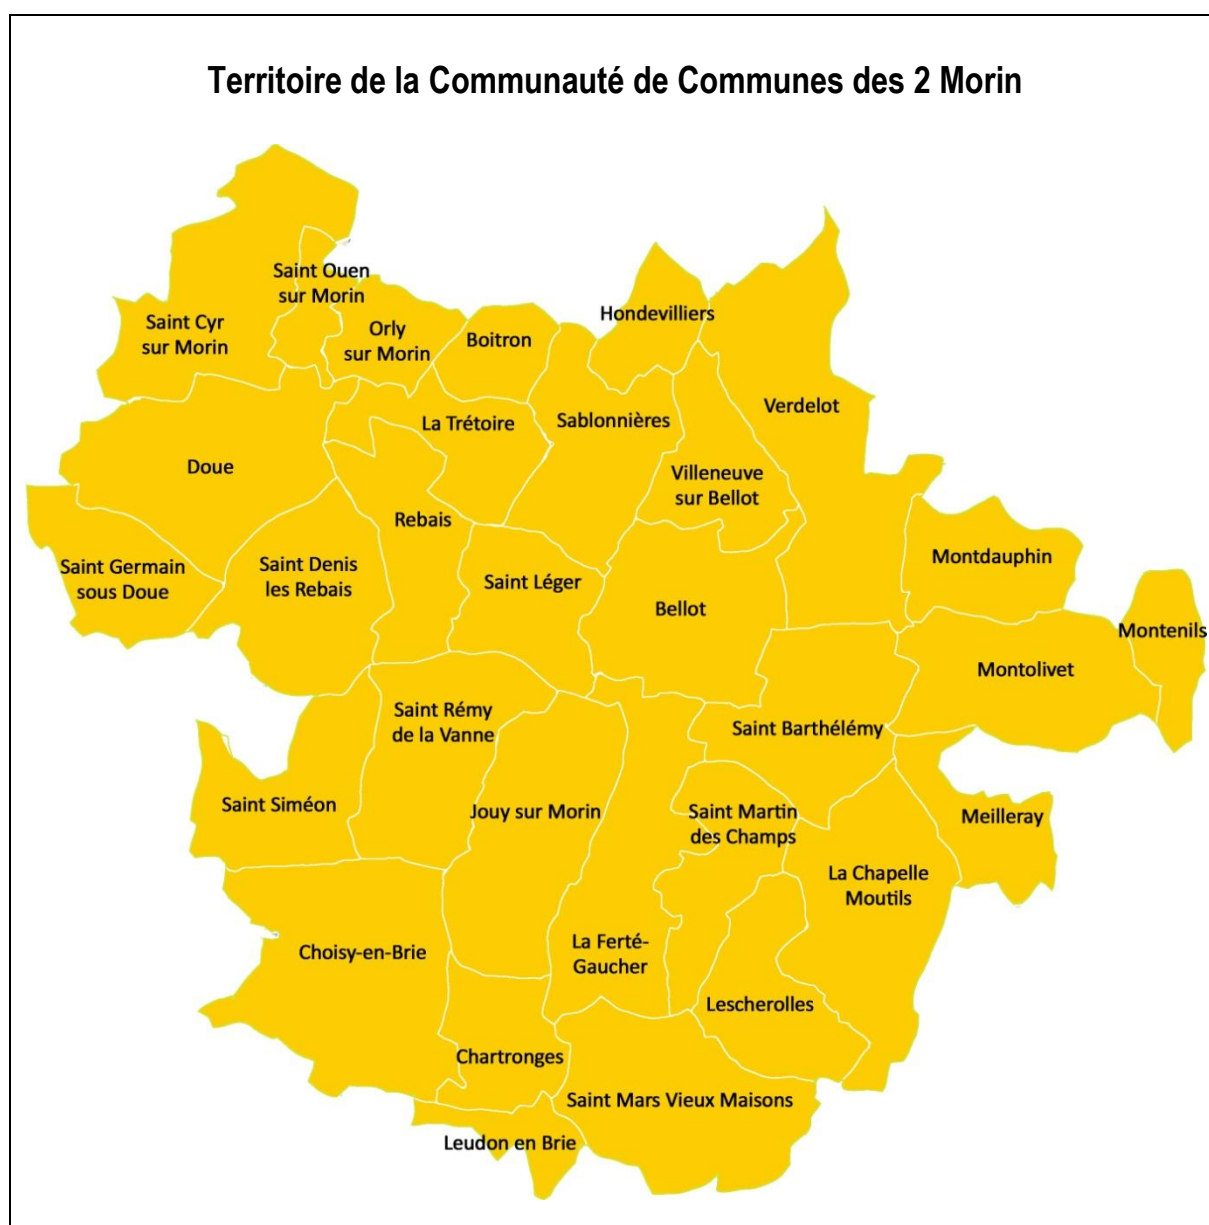 Territoire de la Communauté de Communes des 2 Morin
Saint Ouen
sur Morin
Saint Cyr
sur Morin
Orly
sur Morin
Boitron
Hondevilliers
Verdelot
La Trétoire
Sablonnières
Doue
Villeneuve
sur Bellot
Rebais
Saint Germain
sous Doue
Saint Denis
les Rebais
Saint Léger
Bellot
Montdauphin
Montenils
Montolivet
Saint Rémy
de la Vanne
Saint Barthélémy
Saint Siméon
Jouy sur Morin
Saint Martin
des Champs
Meilleray
La Chapelle
Moutils
Choisy-en-Brie
La Ferté-
Gaucher
Lescherolles
Chartronges
Saint Mars Vieux Maisons
Leudon en Brie